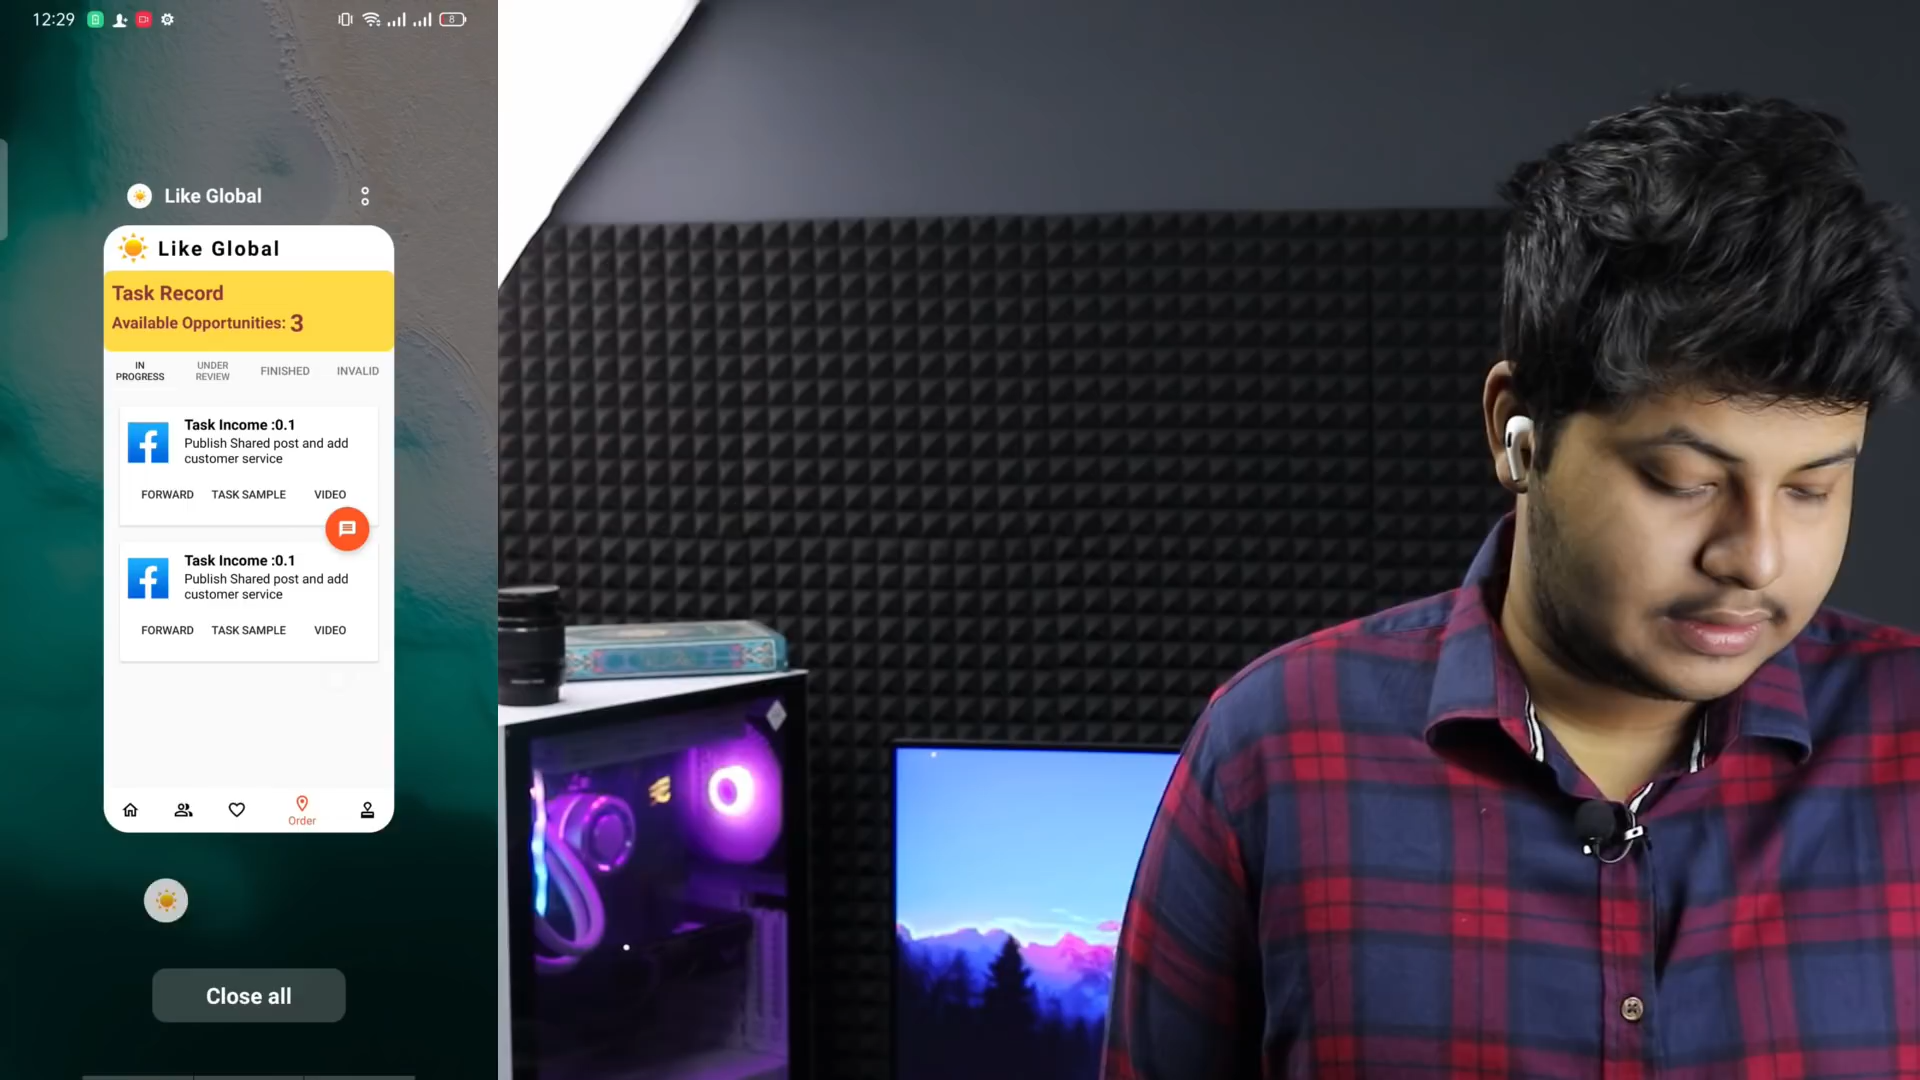 12:29
8
Like Global
Like Global
Task Record
Available Opportunities: 3
IN PROGRESS
UNDER REVIEW
FINISHED
INVALID
Task Income :0.1
Publish Shared post and add
customer service
FORWARD TASK SAMPLE VIDEO
Task Income :0.1
Publish Shared post and add
customer service
FORWARD TASK SAMPLE VIDEO
Order
Close all